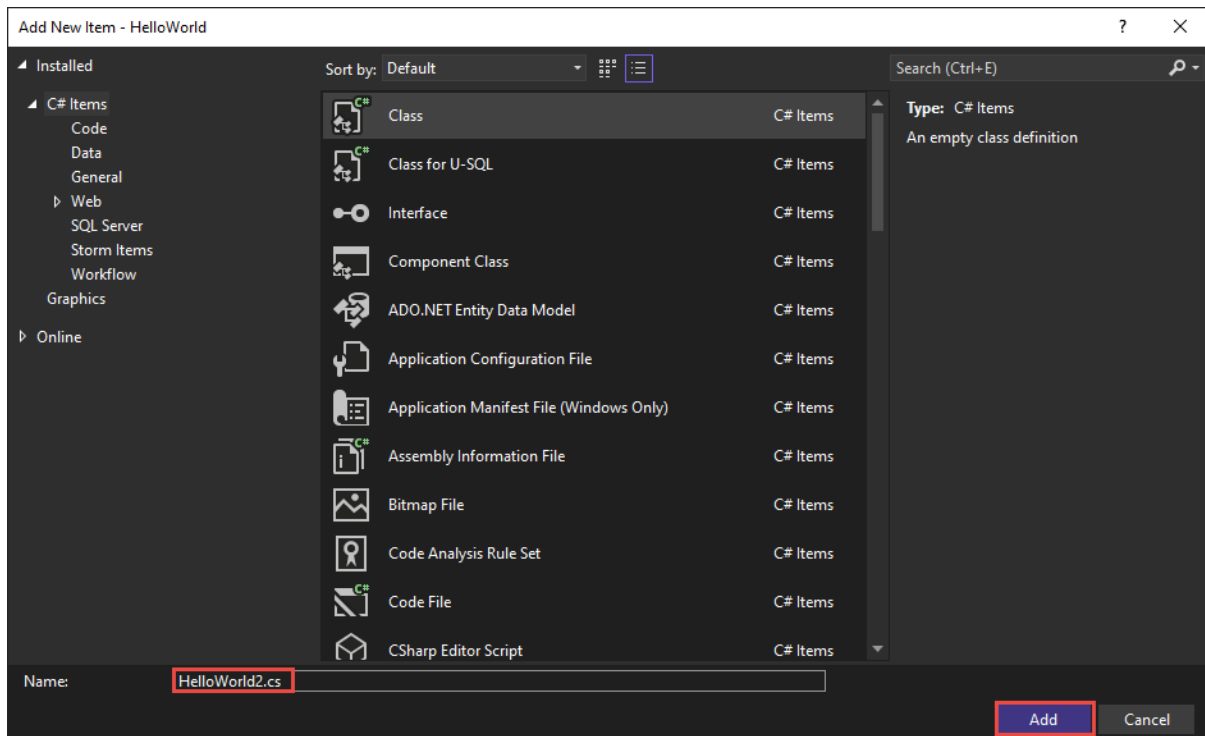 Add New Item - HelloWorld
?
Installed
Sort by: Default
Search (Ctrl+E)
C# Items
Code
Data
General
Web
SQL Server
Storm Items
Workflow
Graphics
Online
C# Class C# Items
C# Class for U-SQL C# Items
Interface C# Items
Component Class C# Items
ADO.NET Entity Data Model C# Items
Application Configuration File C# Items
Application Manifest File (Windows Only) C# Items
C# Assembly Information File C# Items
Bitmap File C# Items
Code Analysis Rule Set C# Items
C# Code File C# Items
CSharp Editor Script C# Items
Type: C# Items
An empty class definition
Name: HelloWorld2.cs
Add Cancel